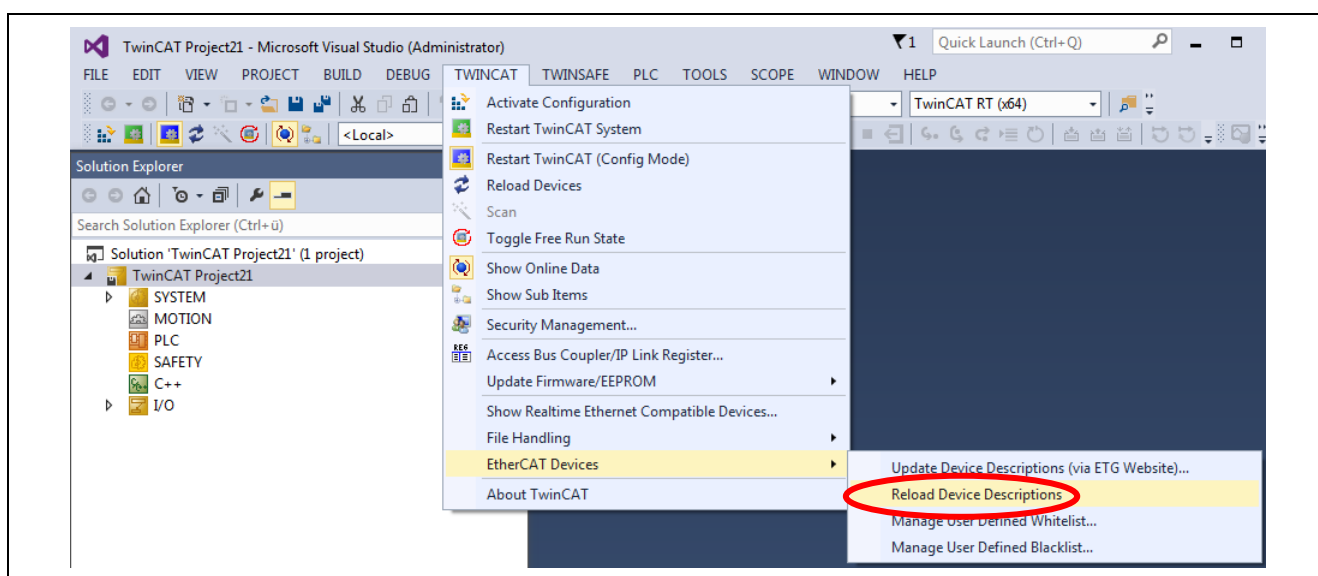 TwinCAT Project21 - Microsoft Visual Studio (Administrator)
1
Quick Launch (Ctrl+Q)
FILE EDIT VIEW PROJECT BUILD DEBUG TWINCAT TWINSAFE PLC TOOLS SCOPE WINDOW HELP
TwinCAT RT (x64)
<Local>
Solution Explorer
Search Solution Explorer (Ctrl+ü)
Solution 'TwinCAT Project21' (1 project)
TwinCAT Project21
SYSTEM
MOTION
PLC
SAFETY
C++
I/O
Activate Configuration
Restart TwinCAT System
Restart TwinCAT (Config Mode)
Reload Devices
Scan
Toggle Free Run State
Show Online Data
Show Sub Items
Security Management...
REG
Access Bus Coupler/IP Link Register...
Update Firmware/EEPROM
Show Realtime Ethernet Compatible Devices...
File Handling
EtherCAT Devices
About TwinCAT
Update Device Descriptions (via ETG Website)...
Reload Device Descriptions
Manage User Defined Whitelist...
Manage User Defined Blacklist...